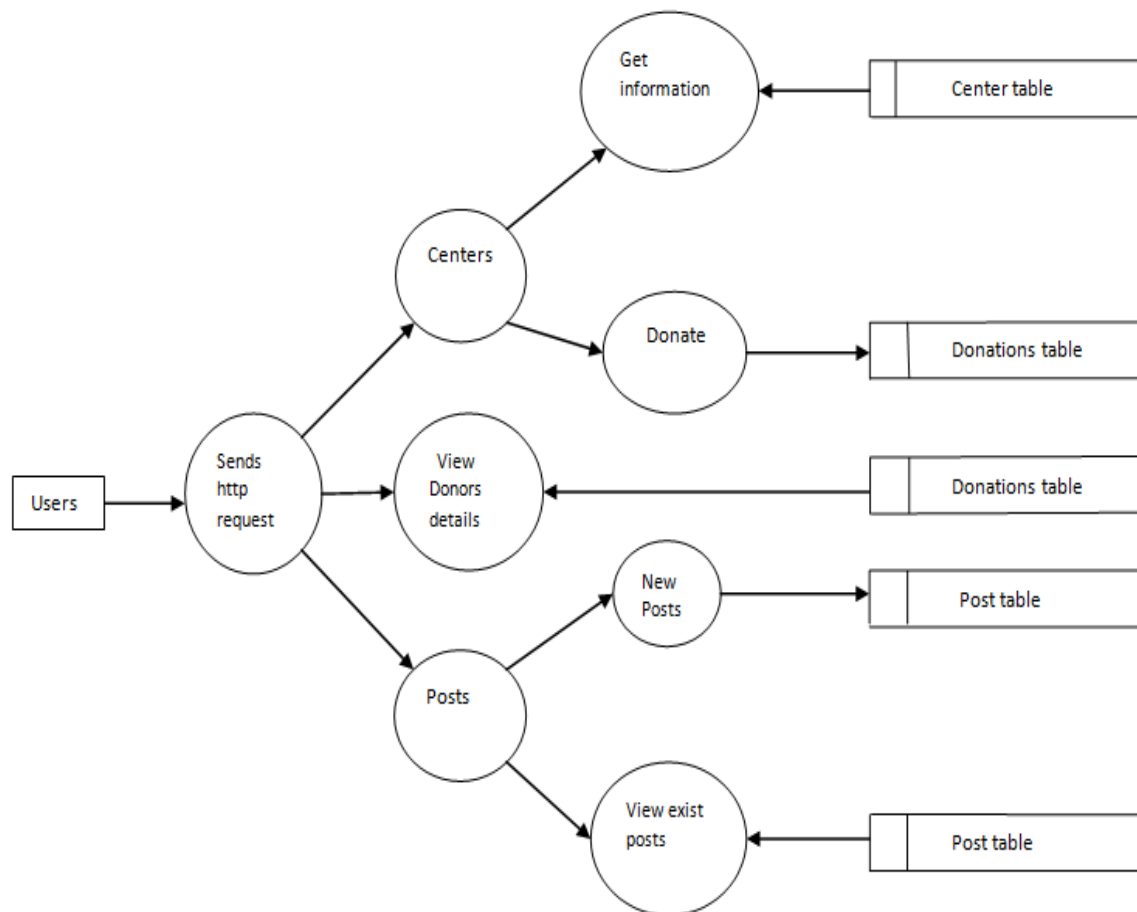 Get
information
Center table
Centers
Donate
Donations table
Users
Sends
http
request
View
Donors
details
Donations table
New
Posts
Post table
Posts
View exist
posts
Post table